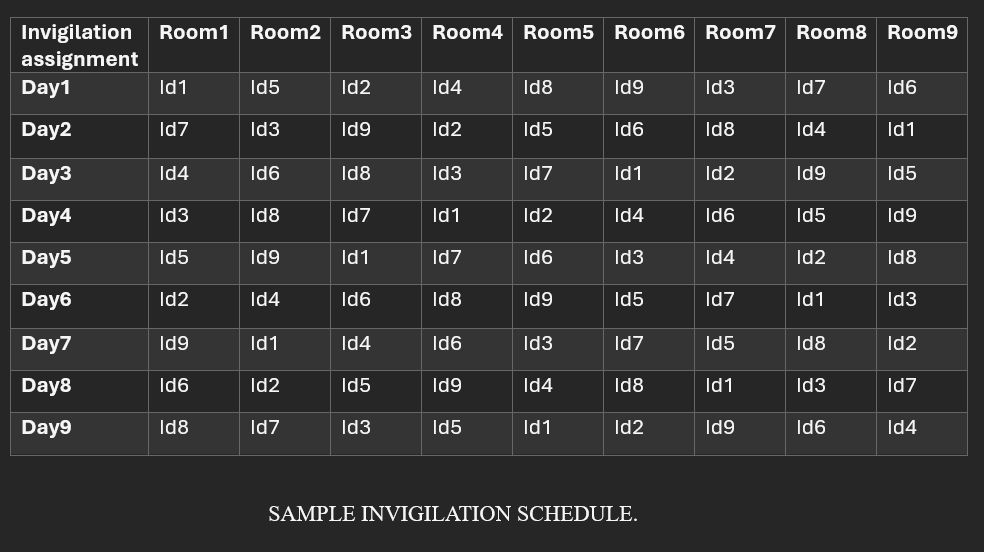 Invigilation assignment Room1 Room2 Room3 Room4 Room5 Room6 Room7 Room8 Room9
Day1 Id1 Id5 Id2 Id4 Id8 Id9 Id3 Id7 Id6
Day2 Id7 Id3 Id9 Id2 Id5 Id6 Id8 Id4 Id1
Day3 Id4 Id6 Id8 Id3 Id7 Id1 Id2 Id9 Id5
Day4 Id3 Id8 Id7 Id1 Id2 Id4 Id6 Id5 Id9
Day5 Id5 Id9 Id1 Id7 Id6 Id3 Id4 Id2 Id8
Day6 Id2 Id4 Id6 Id8 Id9 Id5 Id7 Id1 Id3
Day7 Id9 Id1 Id4 Id6 Id3 Id7 Id5 Id8 Id2
Day8 Id6 Id2 Id5 Id9 Id4 Id8 Id1 Id3 Id7
Day9 Id8 Id7 Id3 Id5 Id1 Id2 Id9 Id6 Id4
SAMPLE INVIGILATION SCHEDULE.